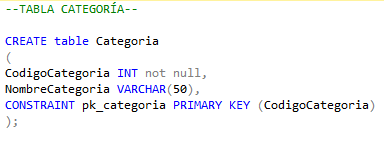 --TABLA CATEGORÍA--
CREATE table Categoria
(
CodigoCategoria INT not null,
NombreCategoria VARCHAR(50),
CONSTRAINT pk_categoria PRIMARY KEY (CodigoCategoria)
);